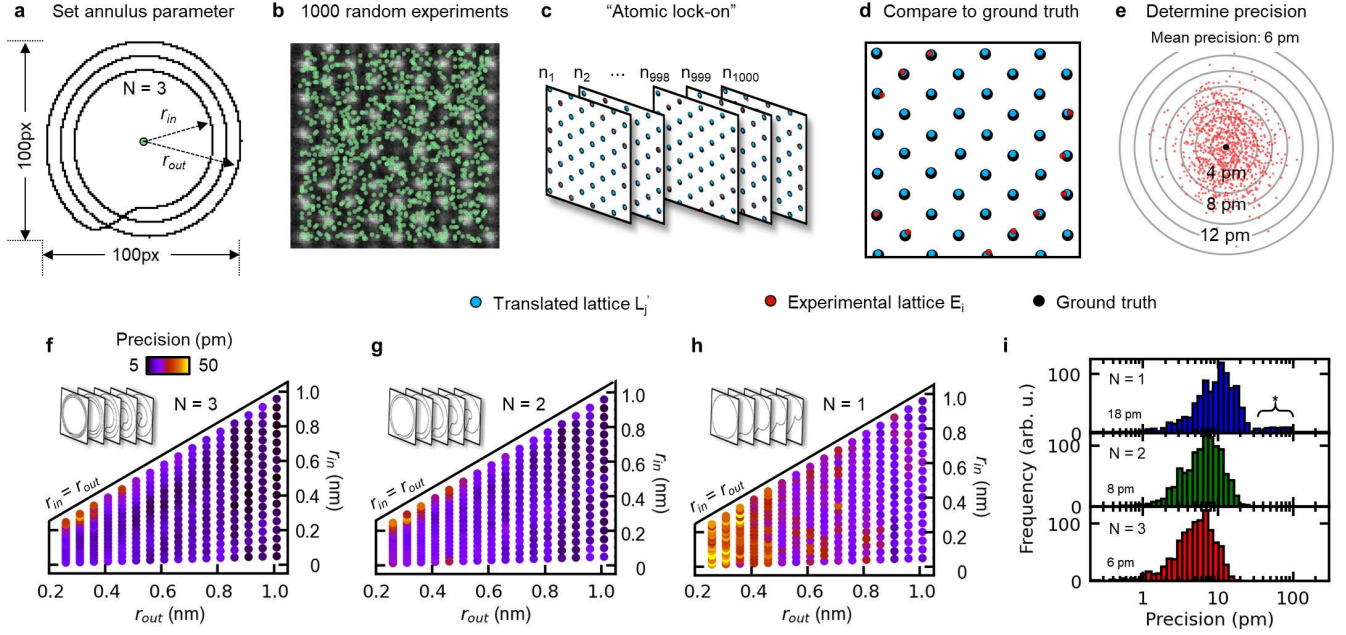 a Set annulus parameter
100px
N = 3
r_in
r_out
100px
b 1000 random experiments
c “Atomic lock-on”
n1 n2 ... n998 n999 n1000
d Compare to ground truth
e Determine precision
Mean precision: 6 pm
4 pm
8 pm
12 pm
Translated lattice Lj' Experimental lattice Ei Ground truth
f Precision (pm)
5 50
N = 3
r_in = r_out
1.0
0.8
0.6
0.4
0.2
0
r_in (nm)
0.2 0.4 0.6 0.8 1.0
r_out (nm)
g
N = 2
r_in = r_out
1.0
0.8
0.6
0.4
0.2
0
r_in (nm)
0.2 0.4 0.6 0.8 1.0
r_out (nm)
h
N = 1
r_in = r_out
1.0
0.8
0.6
0.4
0.2
0
r_in (nm)
0.2 0.4 0.6 0.8 1.0
r_out (nm)
i
Frequency (arb. u.)
100
N = 1
*
18 pm
0
100
N = 2
8 pm
0
100
N = 3
6 pm
0
1 10 100
Precision (pm)